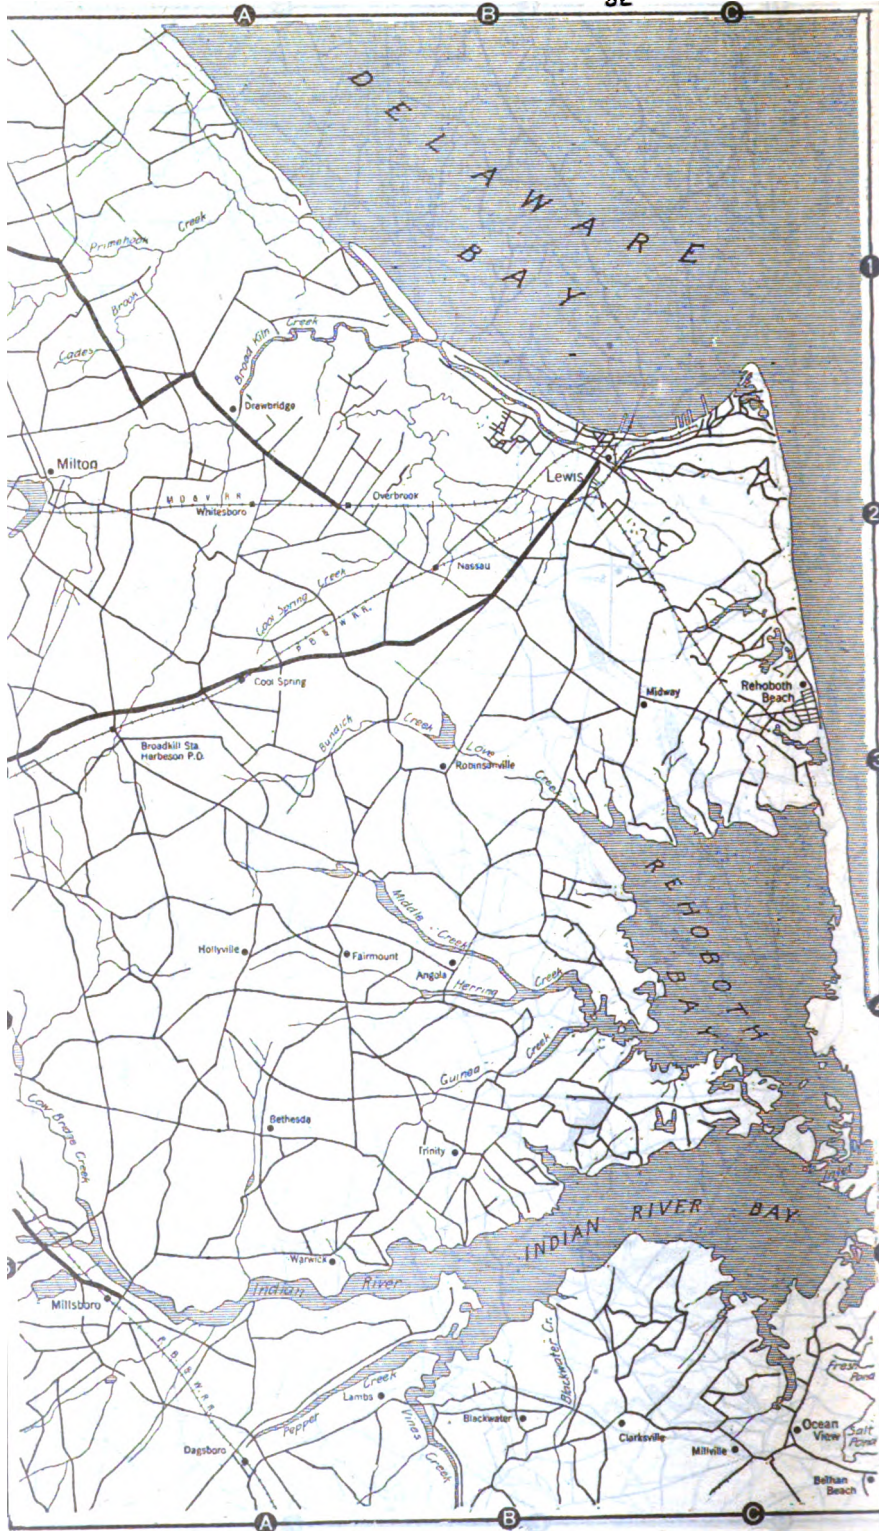 82
A B C
DELAWARE
BAY
Primehook Creek
1
Cades Brook
Broad Kiln Creek
Drawbridge
Milton
Lewis
M D & V R R
Overbrook
Whitesboro
2
Nassau
Cool Spring Creek
P B & W R.R.
Cool Spring
Rehoboth
Beach
Midway
Bundick Creek
Broadkill Sta.
Harbeson P.O.
Love Creek
Robinsonville
3
REHOBOTH
BAY
Middle Creek
Hollyville
Fairmount
Angola
Herring Creek
4
Guinea Creek
Cow Bridge Creek
Bethesda
Trinity
Inlet
INDIAN RIVER BAY
Warwick
Indian River
Millsboro
P. B. & W. R.R.
Blackwater Cr.
Fresh
Pond
Pepper Creek
Lambs
Vines Creek
Blackwater
Clarksville
Ocean
View
Salt
Pond
Dagsboro
Millville
Bethan
Beach
A B C